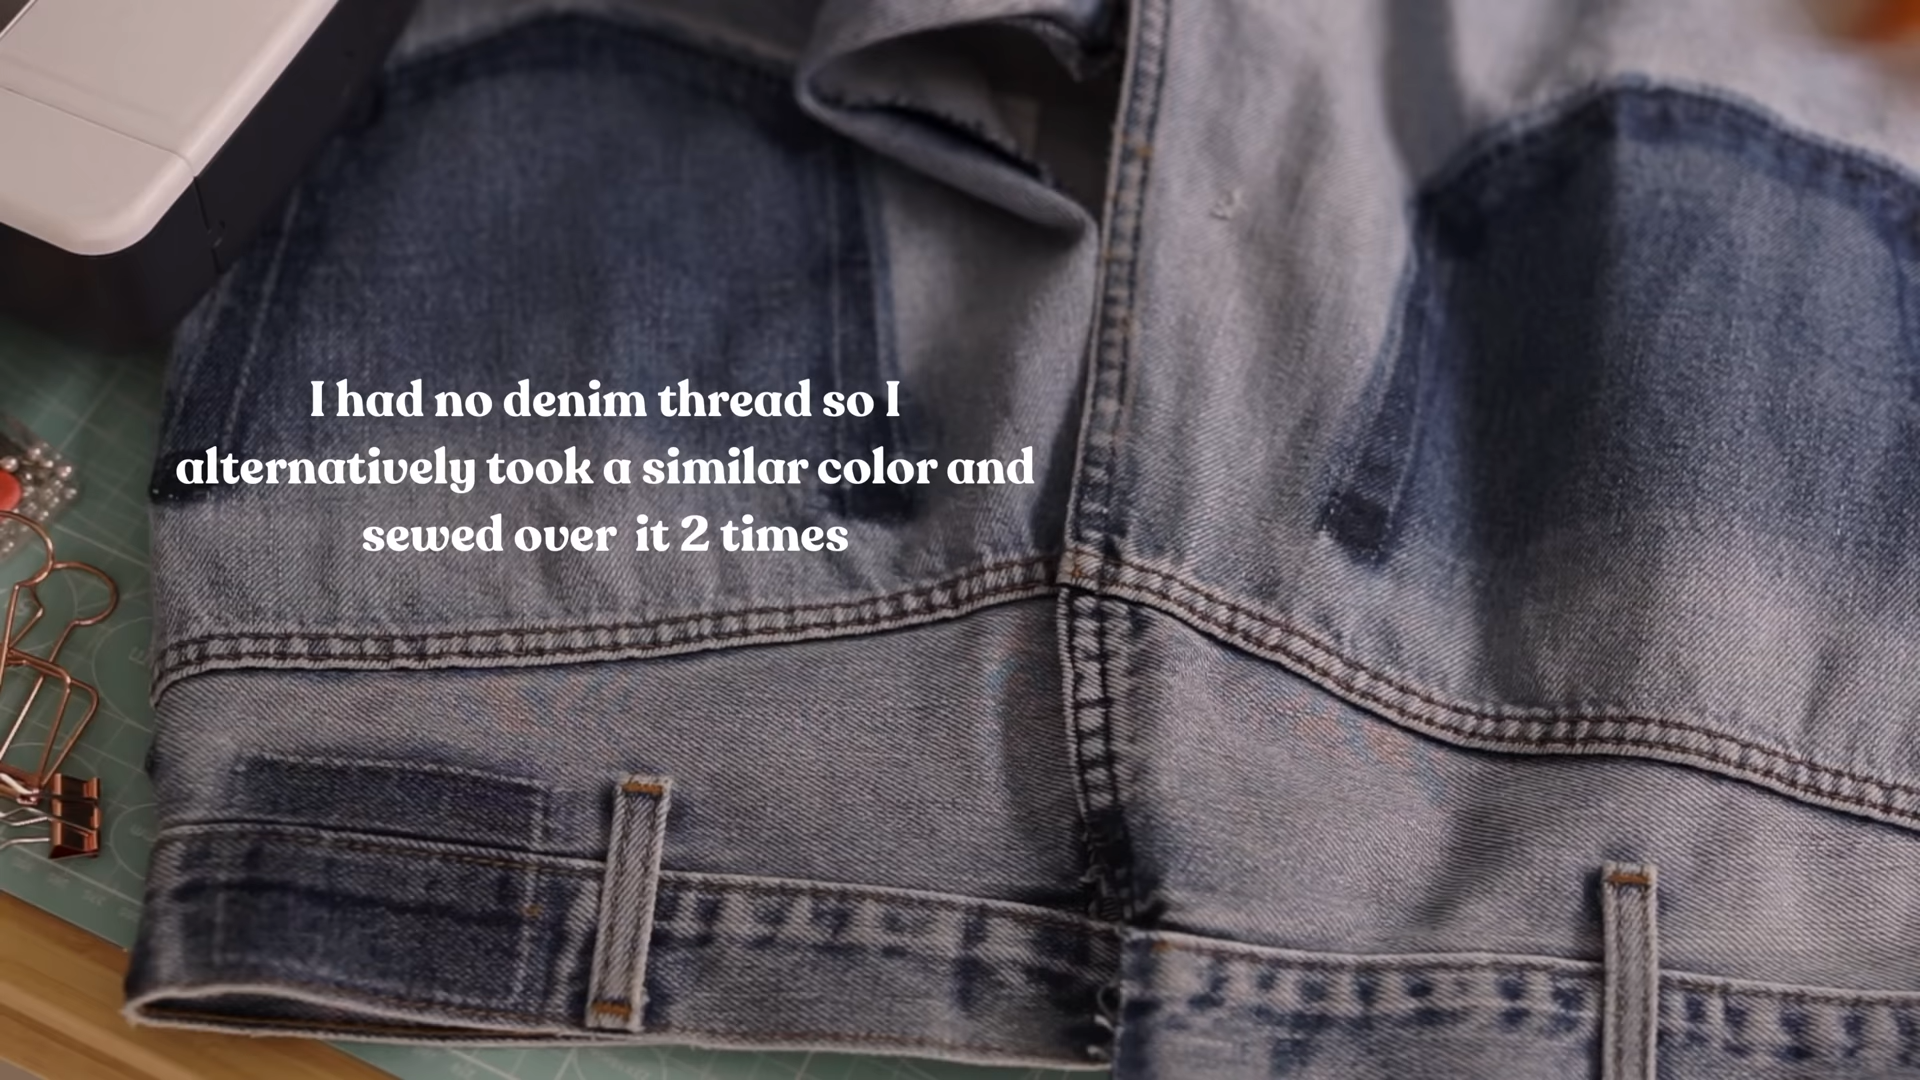 I had no denim thread so I
alternatively took a similar color and
sewed over  it 2 times